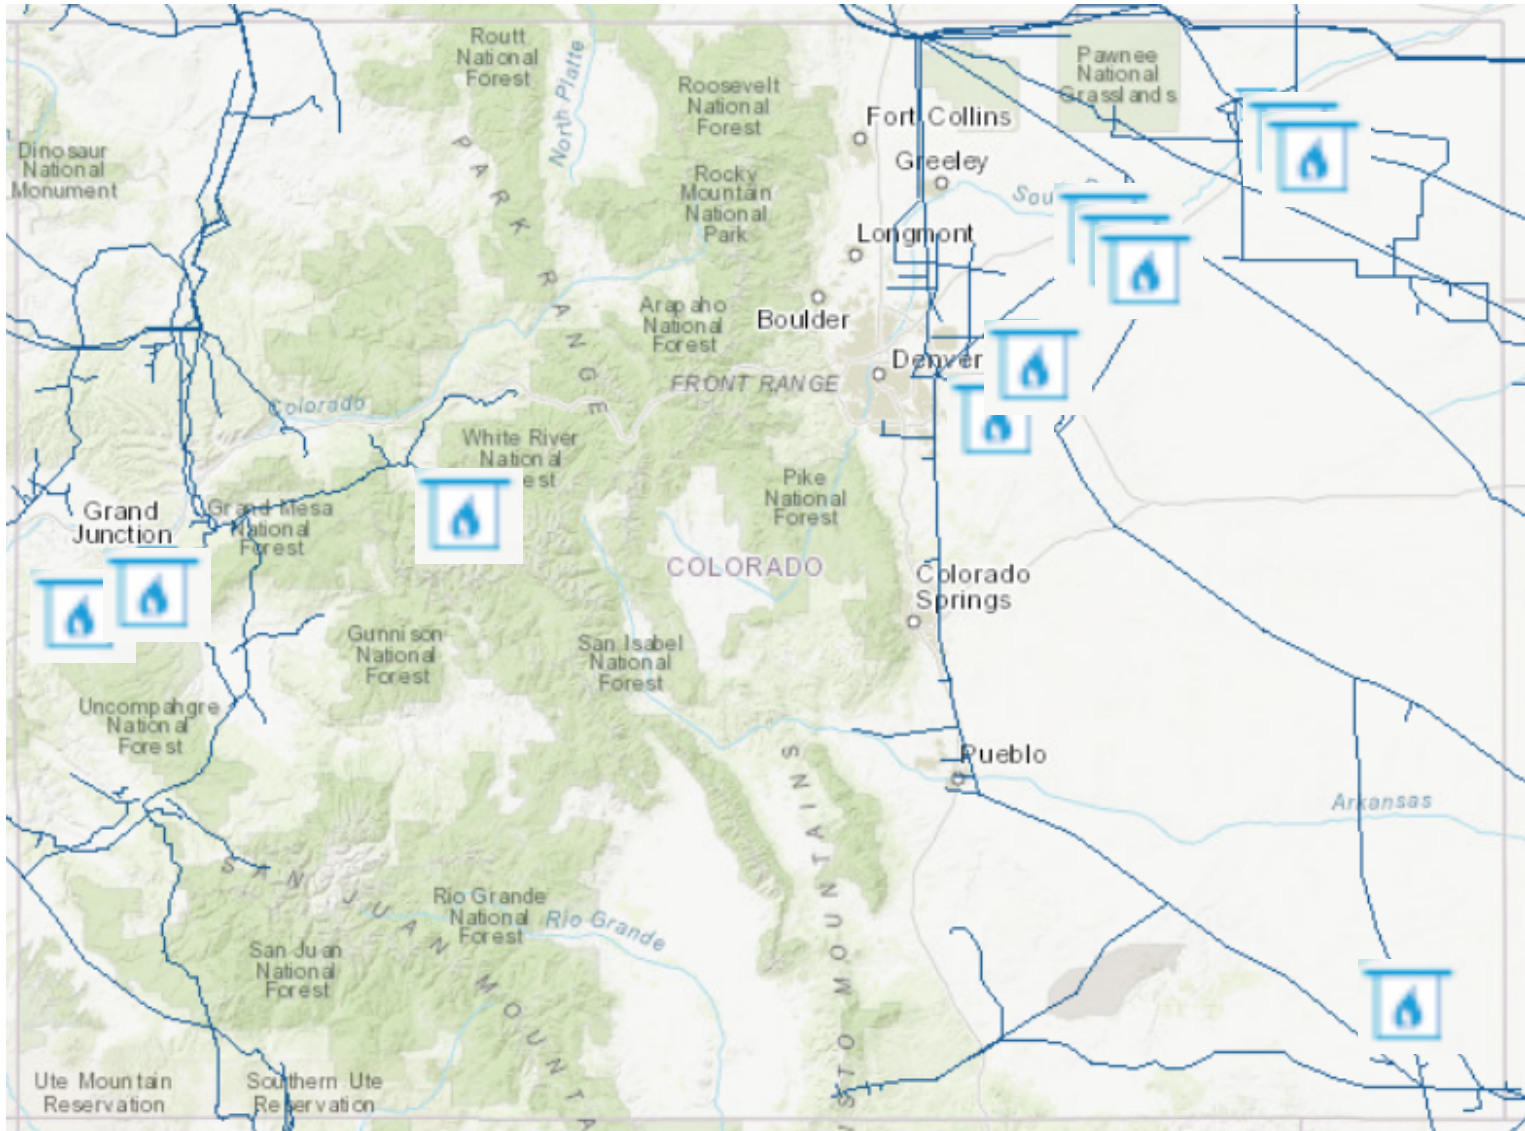 Routt
National
Forest
North Platte
Roosevelt
National
Forest
Pawnee
National
Grasslands
Fort Collins
Greeley
Dinosaur
National
Monument
PARK RANGE
Rocky
Mountain
National
Park
Sou
Longmont
Arapaho
National
Forest
Boulder
Denver
FRONT RANGE
Colorado
White River
National
est
Pike
National
Forest
Grand
Junction
Grand Mesa
National
Forest
COLORADO
Colorado
Springs
Gunnison
National
Forest
San Isabel
National
Forest
Uncompahgre
National
Forest
Pueblo
Arkansas
SAN JUAN MOUNTA
Rio Grande
National
Forest
Rio Grande
San Juan
National
Forest
STO MOUNTAINS
Ute Mountain
Reservation
Southern Ute
Reservation